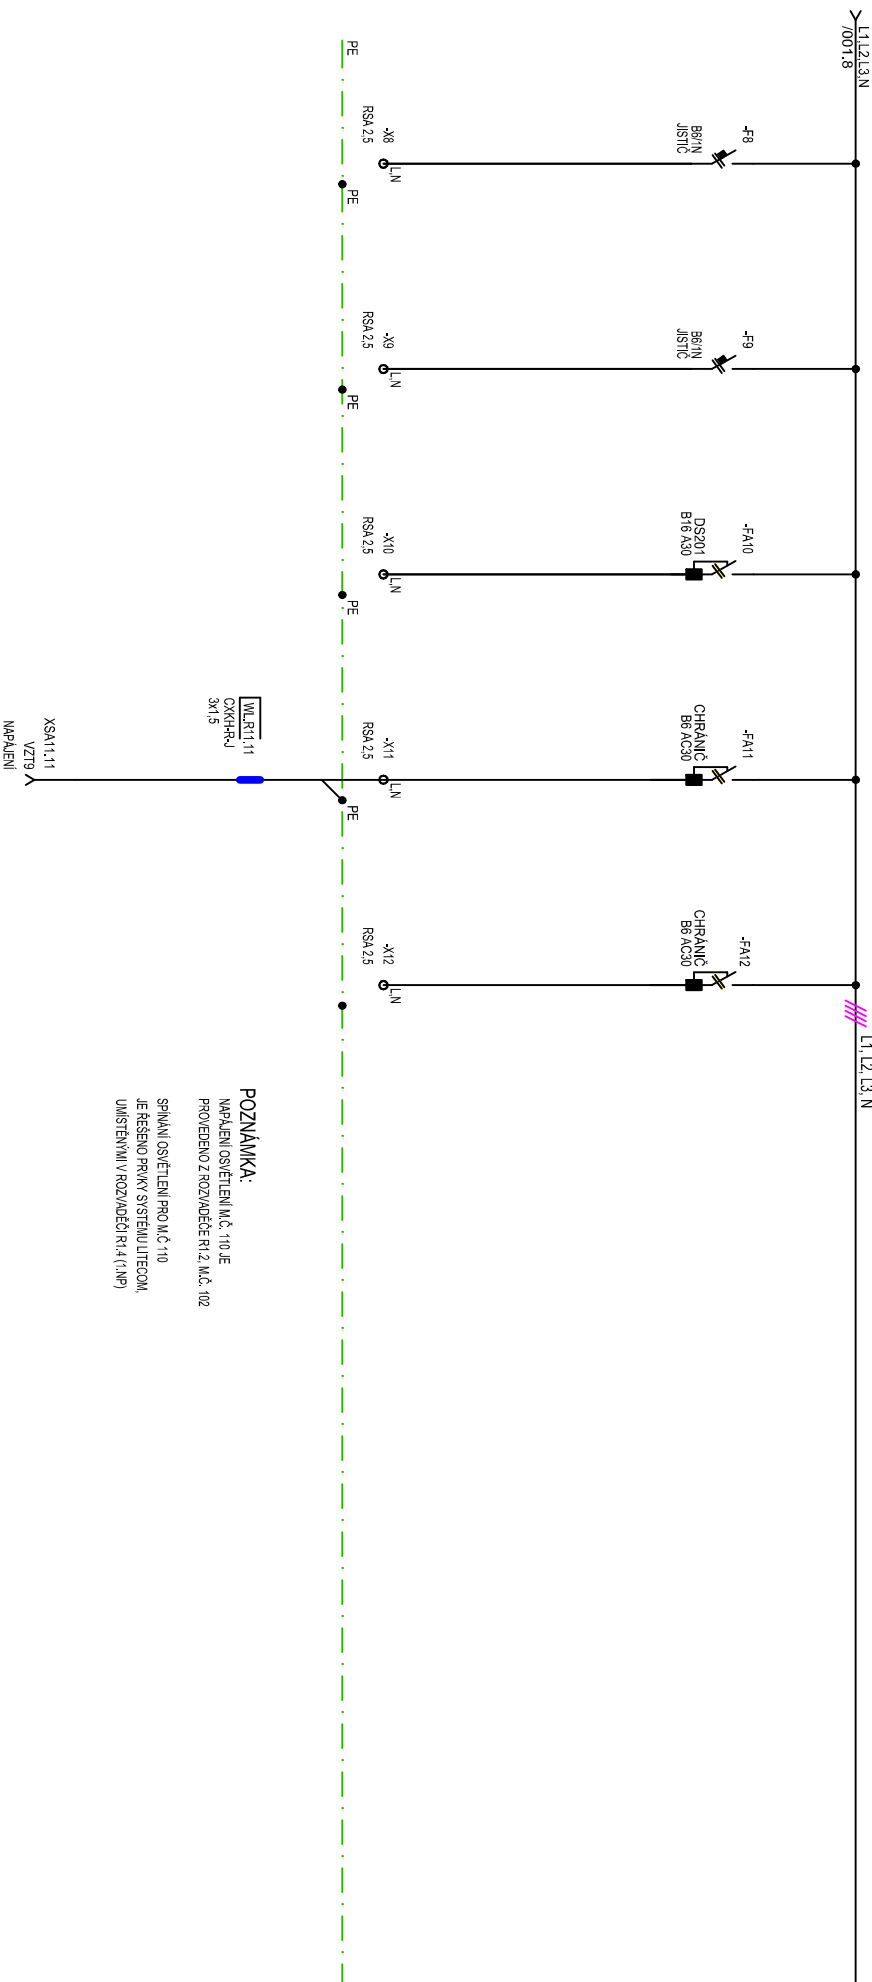 L1,L2,L3,N
/001.8
L1, L2, L3, N
-F8
B6/1N
JISTIČ
-F9
B6/1N
JISTIČ
-FA10
DS201
B16 A30
-FA11
CHRÁNIČ
B6 AC30
-FA12
CHRÁNIČ
B6 AC30
-X8
RSA 2,5
L,N
-X9
RSA 2,5
L,N
-X10
RSA 2,5
L,N
-X11
RSA 2,5
L,N
-X12
RSA 2,5
L,N
PE
PE
PE
PE
PE
WL.R11.11
CXKH-R-J
3x1,5
XSA11.11
VZT9
NAPÁJENÍ
POZNÁMKA:
NAPÁJENÍ OSVĚTLENÍ M.Č. 110 JE
PROVEDENO Z ROZVADĚČE R1.2, M.Č. 102
SPÍNÁNÍ OSVĚTLENÍ PRO M.Č 110
JE ŘEŠENO PRVKY SYSTÉMU LITECOM,
UMÍSTĚNÝMI V ROZVADĚČI R1.4 (1.NP)